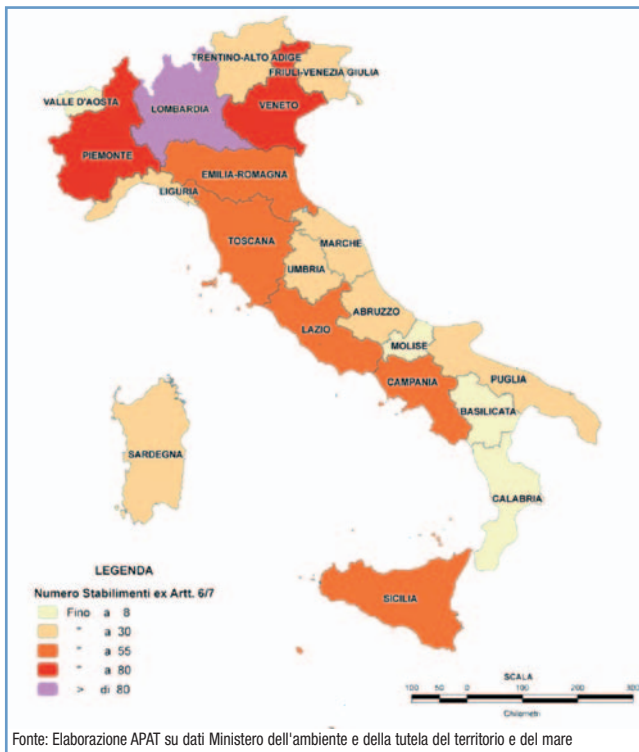 TRENTINO-ALTO ADIGE
FRIULI-VENEZIA GIULIA
VALLE D'AOSTA
LOMBARDIA
VENETO
PIEMONTE
EMILIA-ROMAGNA
LIGURIA
TOSCANA
MARCHE
UMBRIA
ABRUZZO
LAZIO
MOLISE
PUGLIA
CAMPANIA
BASILICATA
SARDEGNA
CALABRIA
SICILIA
LEGENDA
Numero Stabilimenti ex Artt. 6/7
Fino a 8
" a 30
" a 55
" a 80
> di 80
SCALA
100 50 0 100 200 300
Chilometri
Fonte: Elaborazione APAT su dati Ministero dell'ambiente e della tutela del territorio e del mare